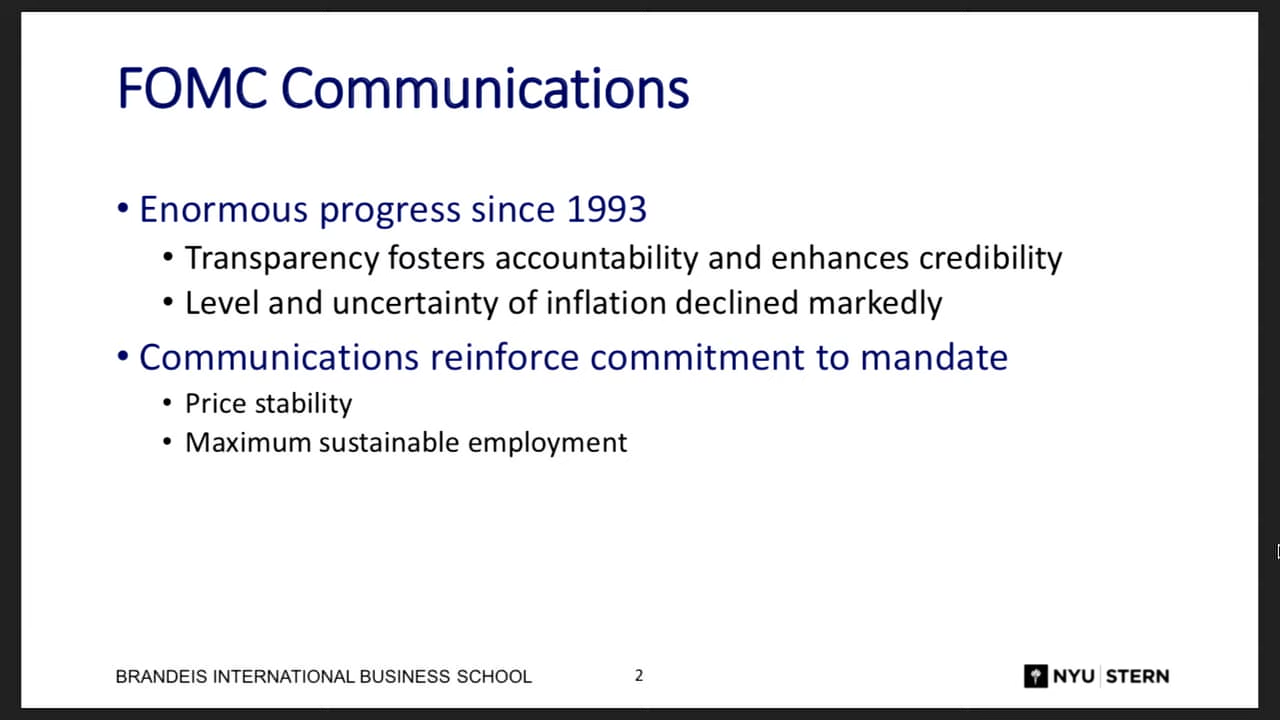 FOMC Communications
• Enormous progress since 1993
• Transparency fosters accountability and enhances credibility
• Level and uncertainty of inflation declined markedly
• Communications reinforce commitment to mandate
• Price stability
• Maximum sustainable employment
BRANDEIS INTERNATIONAL BUSINESS SCHOOL 2 NYU STERN